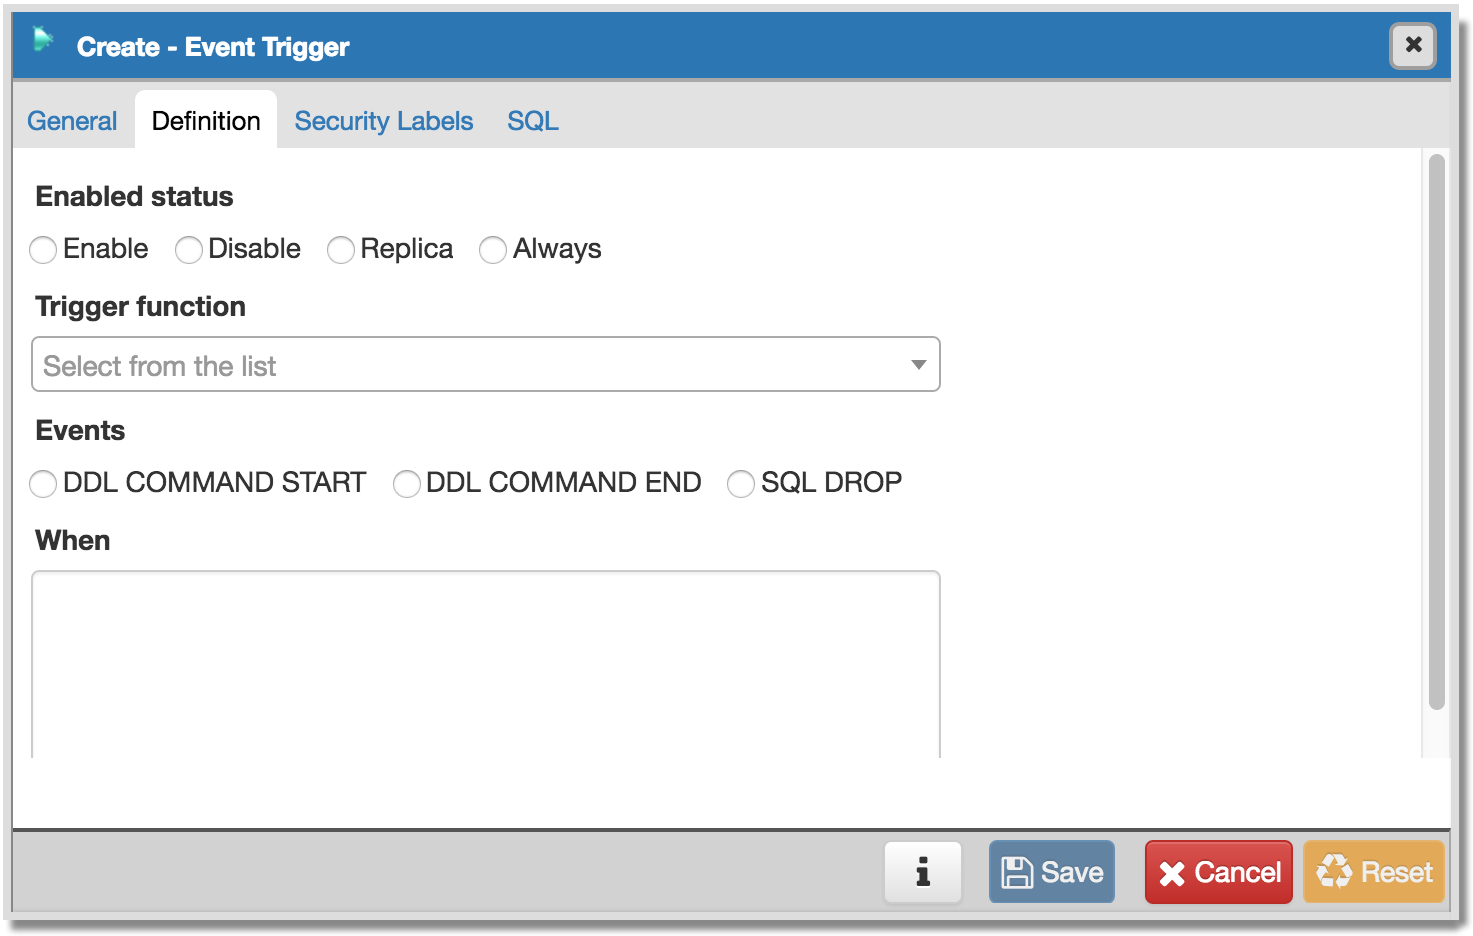 Create - Event Trigger
General Definition Security Labels SQL
Enabled status
Enable Disable Replica Always
Trigger function
Select from the list
Events
DDL COMMAND START DDL COMMAND END SQL DROP
When
i Save Cancel Reset